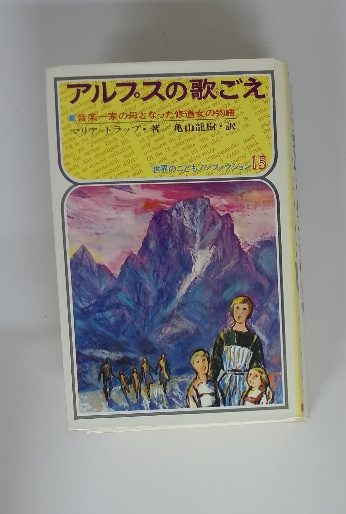 アルプスの歌ごえ
■音楽一家の母となった修道女の物語
マリア・トラップ・著／亀山龍樹・訳
世界のこどもノンフィクション 15